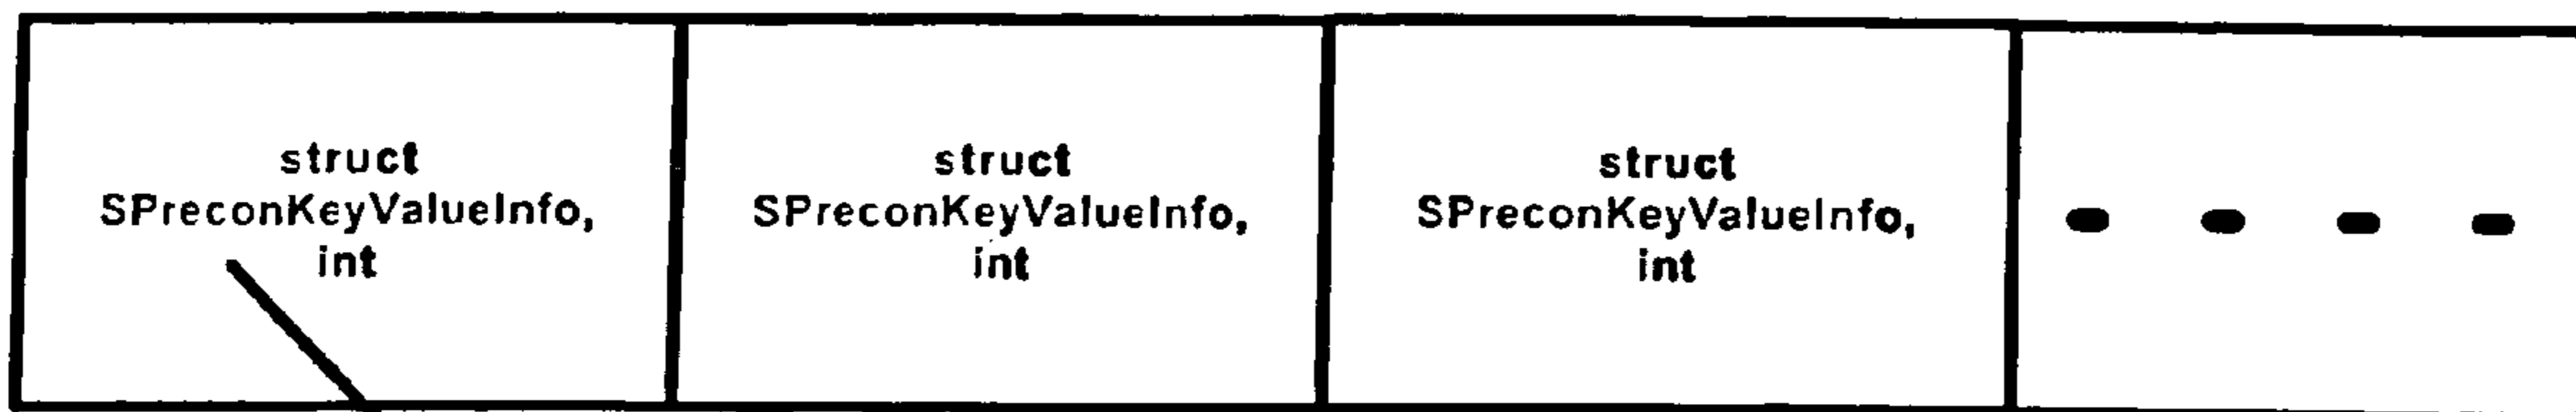 struct
SPreconKeyValueInfo,
int
struct
SPreconKeyValueInfo,
int
struct
SPreconKeyValueInfo,
int